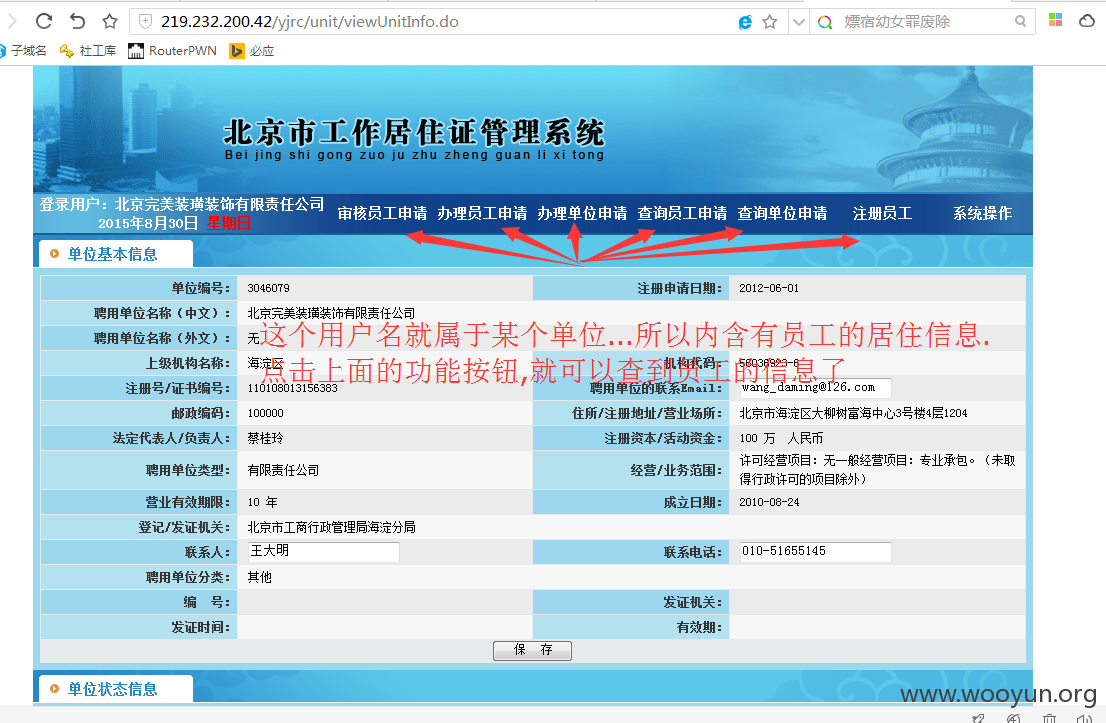 219.232.200.42/yjrc/unit/viewUnitInfo.do
嫖宿幼女罪废除
子域名 社工库 RouterPWN 必应
北京市工作居住证管理系统
Bei jing shi gong zuo ju zhu zheng guan li xi tong
登录用户：北京完美装璜装饰有限责任公司
2015年8月30日 星期日
审核员工申请 办理员工申请 办理单位申请 查询员工申请 查询单位申请 注册员工 系统操作
单位基本信息
单位编号： 3046079 注册申请日期： 2012-06-01
聘用单位名称（中文）： 北京完美装璜装饰有限责任公司
聘用单位名称（外文）： 无
这个用户名就属于某个单位...所以内含有员工的居住信息.
上级机构名称： 海淀区 机构代码：
点击上面的功能按钮,就可以查到员工的信息了
注册号/证书编号： 110108013156383 聘用单位的联系Email： wang_daming@126.com
邮政编码： 100000 住所/注册地址/营业场所： 北京市海淀区大柳树富海中心3号楼4层1204
法定代表人/负责人： 蔡桂玲 注册资本/活动资金： 100 万 人民币
聘用单位类型： 有限责任公司 经营/业务范围： 许可经营项目：无一般经营项目：专业承包。（未取
得行政许可的项目除外）
营业有效期限： 10 年 成立日期： 2010-08-24
登记/发证机关： 北京市工商行政管理局海淀分局
联系人： 王大明 联系电话： 010-51655145
聘用单位分类： 其他
编 号： 发证机关：
发证时间： 有效期：
保 存
单位状态信息
www.wooyun.org